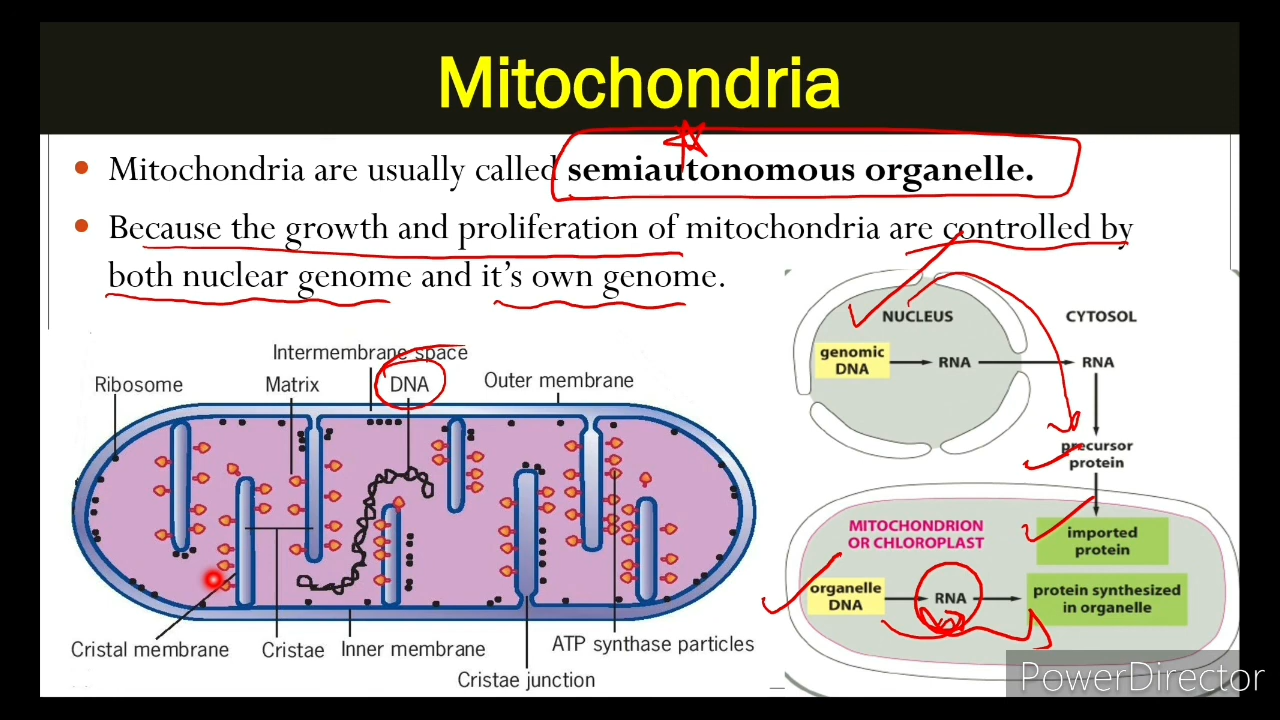 Mitochondria
• Mitochondria are usually called semiautonomous organelle.
• Because the growth and proliferation of mitochondria are controlled by
both nuclear genome and it's own genome.
Intermembrane space
Ribosome
Matrix
DNA
Outer membrane
Cristal membrane
Cristae
Inner membrane
ATP synthase particles
Cristae junction
NUCLEUS
CYTOSOL
genomic
DNA
RNA
RNA
precursor
protein
MITOCHONDRION
OR CHLOROPLAST
imported
protein
organelle
DNA
RNA
protein synthesized
in organelle
PowerDirector